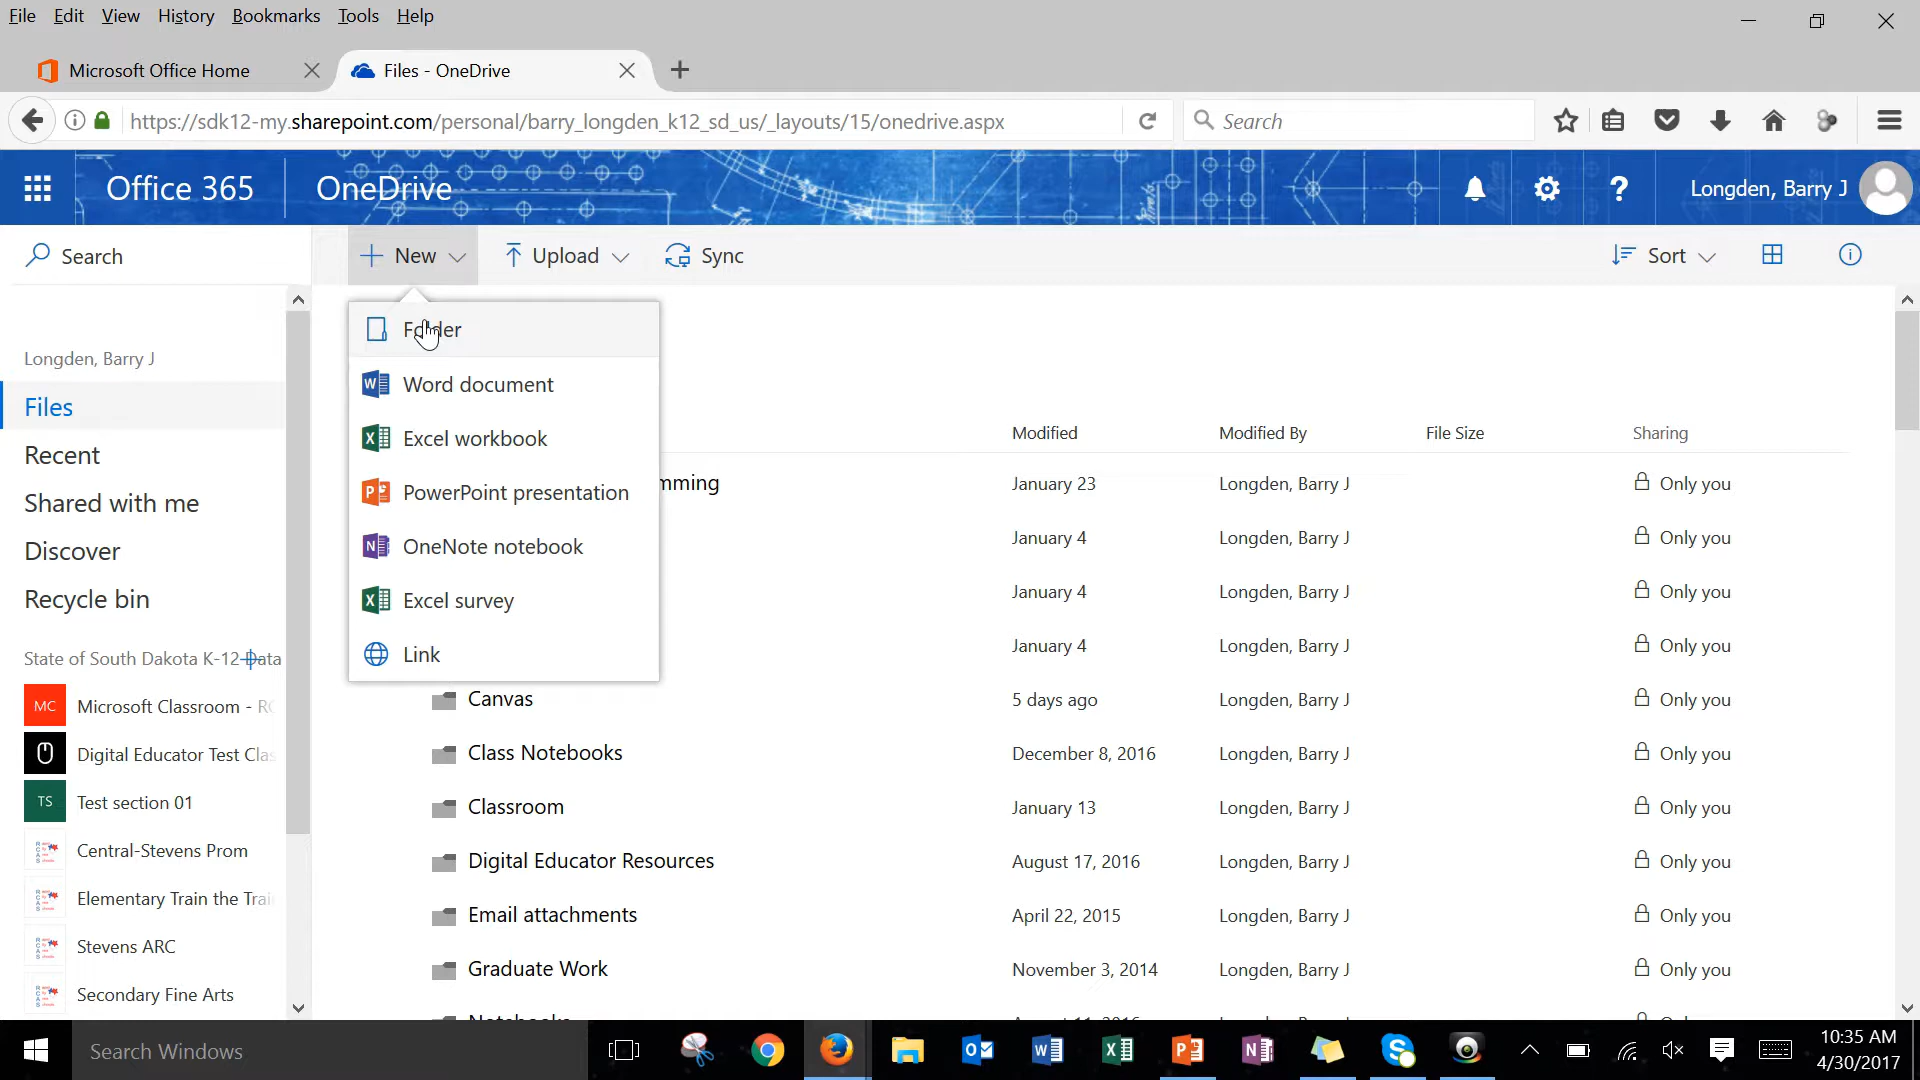 File Edit View History Bookmarks Tools Help
Microsoft Office Home
Files - OneDrive
https://sdk12-my.sharepoint.com/personal/barry_longden_k12_sd_us/_layouts/15/onedrive.aspx
Search
Office 365
OneDrive
Longden, Barry J
Search
New
Upload
Sync
Sort
Longden, Barry J
Files
Recent
Shared with me
Discover
Recycle bin
State of South Dakota K-12 Data
MC Microsoft Classroom - RC
Digital Educator Test Clas
TS Test section 01
Central-Stevens Prom
Elementary Train the Trai
Stevens ARC
Secondary Fine Arts
Folder
Word document
Excel workbook
PowerPoint presentation
OneNote notebook
Excel survey
Link
Modified Modified By File Size Sharing
mming January 23 Longden, Barry J Only you
January 4 Longden, Barry J Only you
January 4 Longden, Barry J Only you
January 4 Longden, Barry J Only you
Canvas 5 days ago Longden, Barry J Only you
Class Notebooks December 8, 2016 Longden, Barry J Only you
Classroom January 13 Longden, Barry J Only you
Digital Educator Resources August 17, 2016 Longden, Barry J Only you
Email attachments April 22, 2015 Longden, Barry J Only you
Graduate Work November 3, 2014 Longden, Barry J Only you
Search Windows
10:35 AM
4/30/2017